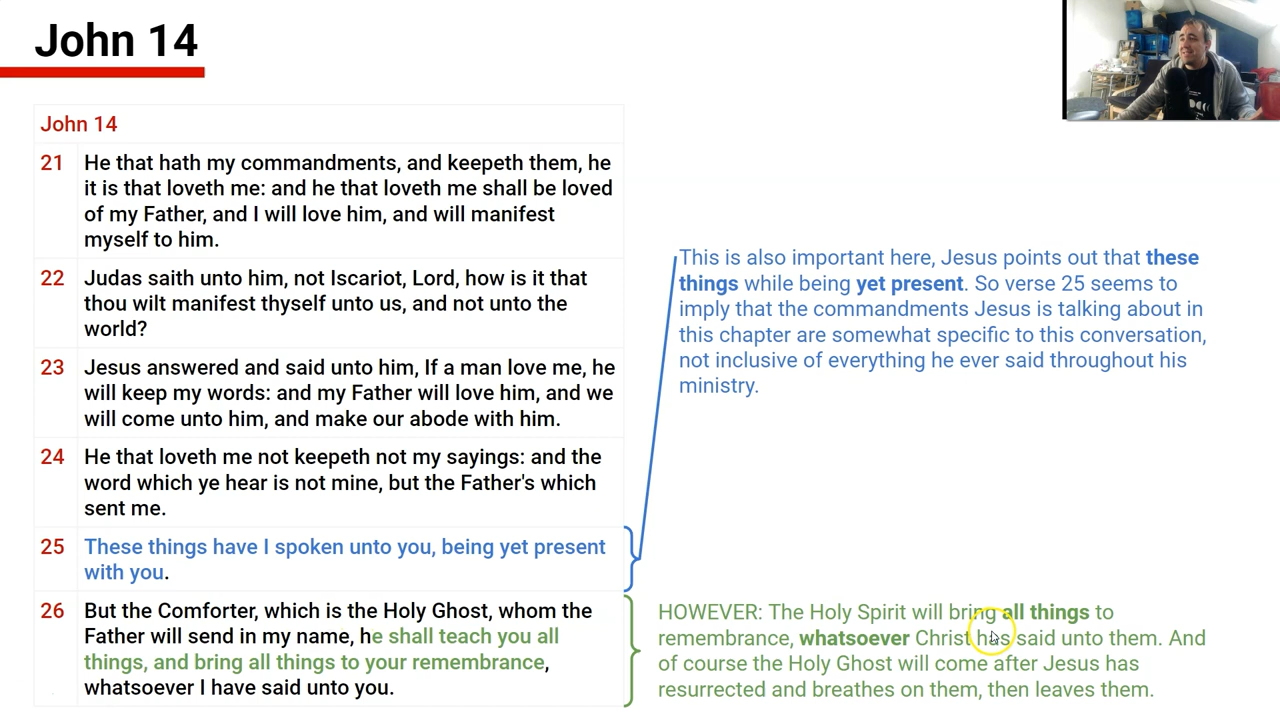 John 14
John 14
21 He that hath my commandments, and keepeth them, he
it is that loveth me: and he that loveth me shall be loved
of my Father, and I will love him, and will manifest
myself to him.
22 Judas saith unto him, not Iscariot, Lord, how is it that
thou wilt manifest thyself unto us, and not unto the
world?
23 Jesus answered and said unto him, If a man love me, he
will keep my words: and my Father will love him, and we
will come unto him, and make our abode with him.
24 He that loveth me not keepeth not my sayings: and the
word which ye hear is not mine, but the Father's which
sent me.
25 These things have I spoken unto you, being yet present
with you.
26 But the Comforter, which is the Holy Ghost, whom the
Father will send in my name, he shall teach you all
things, and bring all things to your remembrance,
whatsoever I have said unto you.
This is also important here, Jesus points out that these
things while being yet present. So verse 25 seems to
imply that the commandments Jesus is talking about in
this chapter are somewhat specific to this conversation,
not inclusive of everything he ever said throughout his
ministry.
HOWEVER: The Holy Spirit will bring all things to
remembrance, whatsoever Christ has said unto them. And
of course the Holy Ghost will come after Jesus has
resurrected and breathes on them, then leaves them.